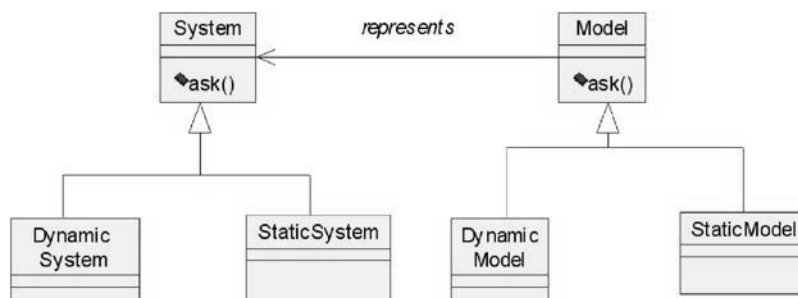 System
represents
Model
ask()
ask()
Dynamic
System
StaticSystem
Dynamic
Model
StaticModel